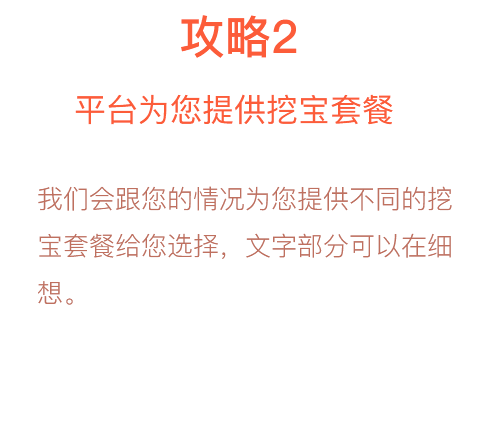 攻略2
平台为您提供挖宝套餐
我们会跟您的情况为您提供不同的挖
宝套餐给您选择，文字部分可以在细
想。